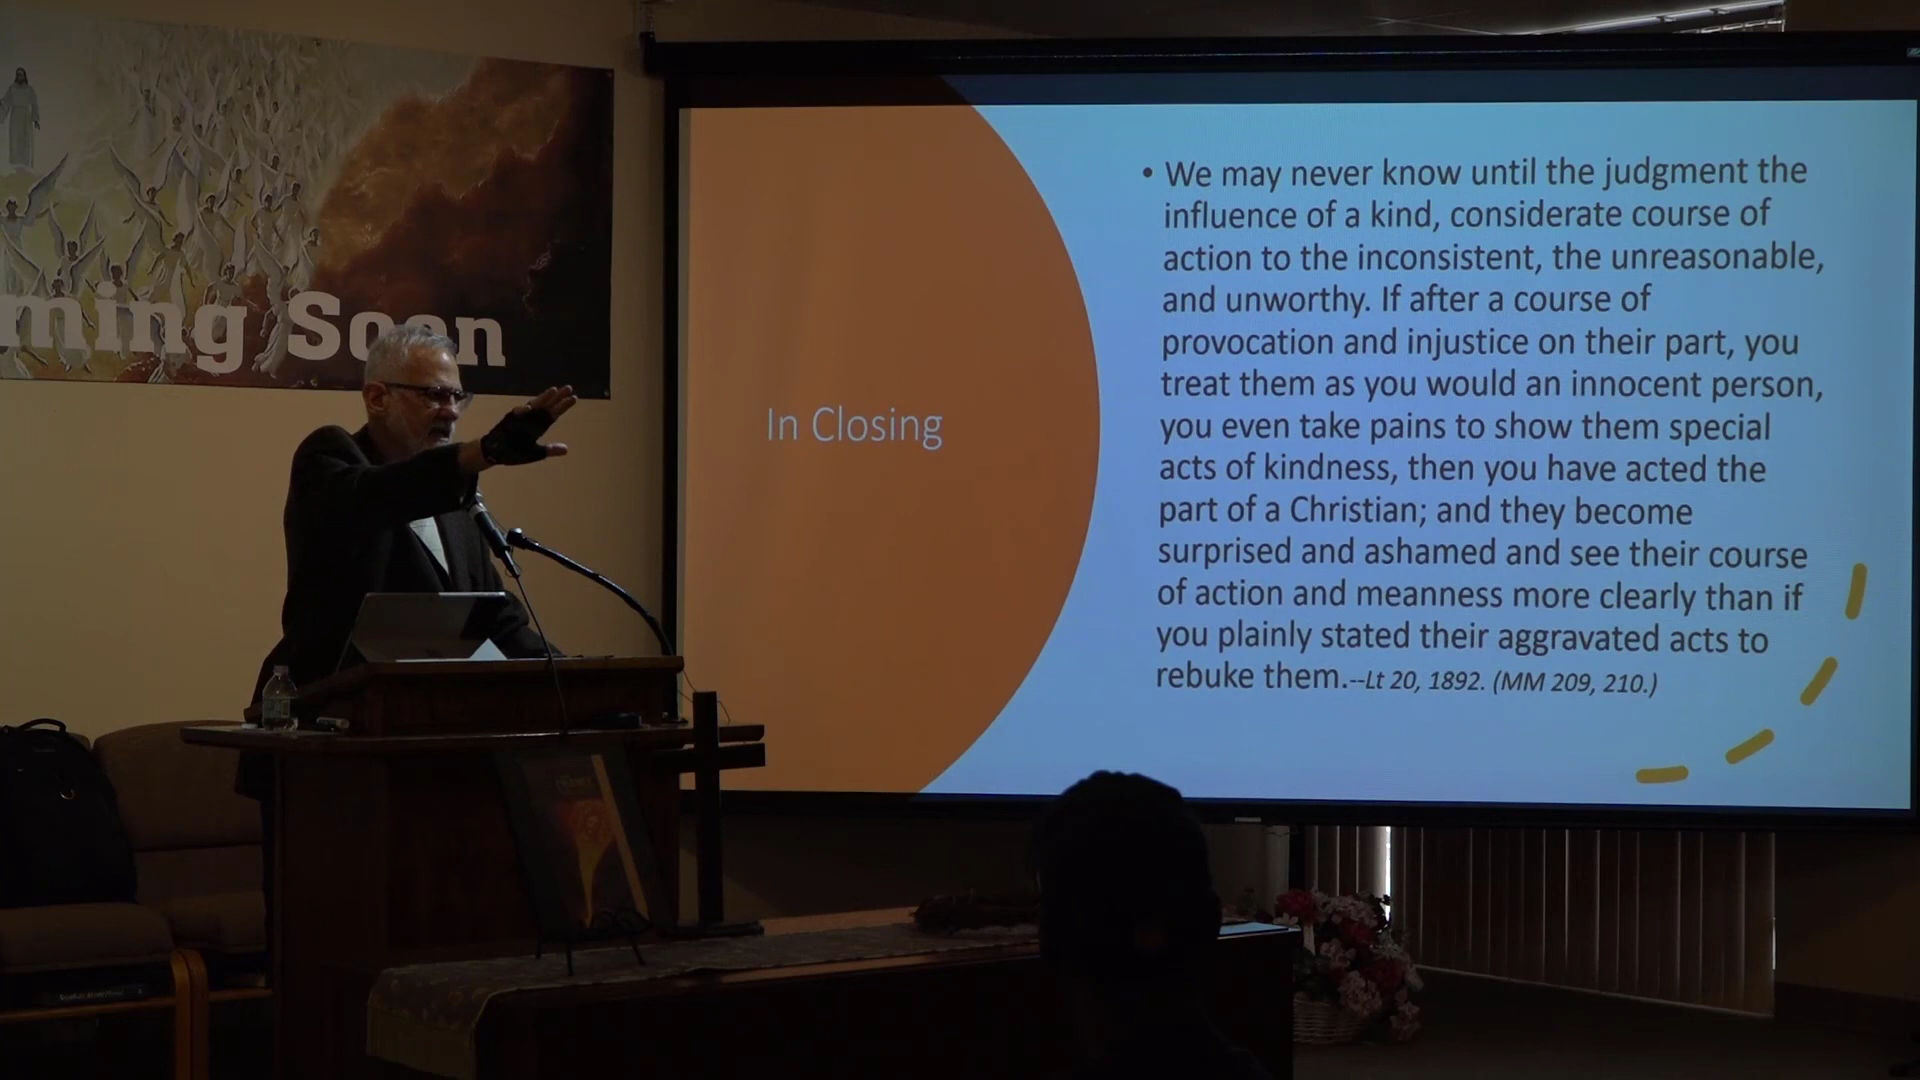 ming Soon
In Closing
• We may never know until the judgment the
influence of a kind, considerate course of
action to the inconsistent, the unreasonable,
and unworthy. If after a course of
provocation and injustice on their part, you
treat them as you would an innocent person,
you even take pains to show them special
acts of kindness, then you have acted the
part of a Christian; and they become
surprised and ashamed and see their course
of action and meanness more clearly than if
you plainly stated their aggravated acts to
rebuke them.--Lt 20, 1892. (MM 209, 210.)